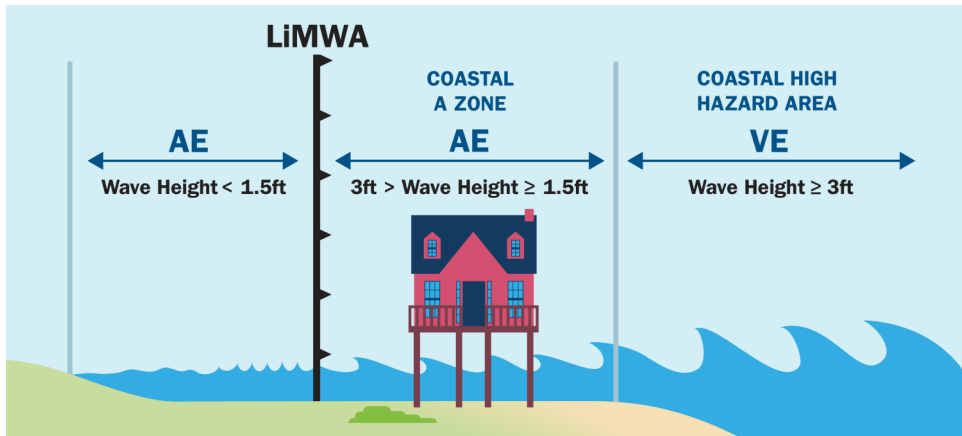 LiMWA
AE
Wave Height < 1.5ft
COASTAL
A ZONE
AE
3ft > Wave Height ≥ 1.5ft
COASTAL HIGH
HAZARD AREA
VE
Wave Height ≥ 3ft